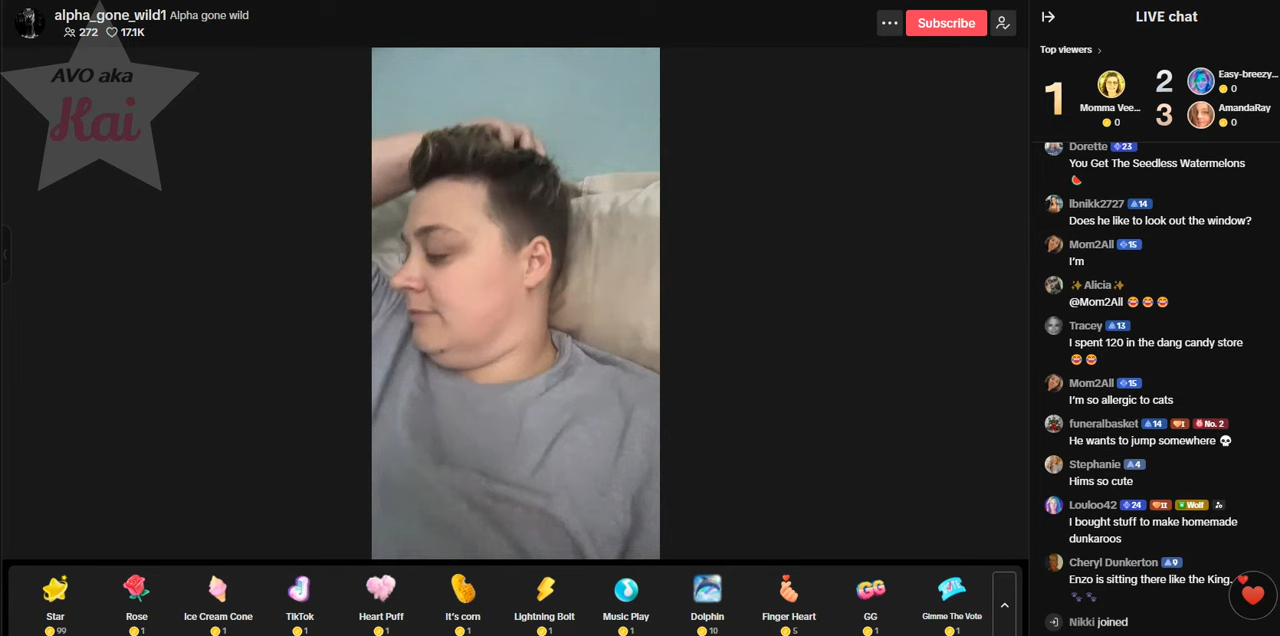 alpha_gone_wild1 Alpha gone wild
272 17.1K
Subscribe
AVO aka
Kai
LIVE chat
Top viewers
1
Momma Vee...
0
2
Easy-breezy...
0
3
AmandaRay
0
Dorette 23
You Get The Seedless Watermelons
lbnikk2727 14
Does he like to look out the window?
Mom2All 15
I'm
✨Alicia✨
@Mom2All 
Tracey 13
I spent 120 in the dang candy store
Mom2All 15
I'm so allergic to cats
funeralbasket 14 I No. 2
He wants to jump somewhere 💀
Stephanie 4
Hims so cute
Louloo42 24 II Wolf
I bought stuff to make homemade
dunkaroos
Cheryl Dunkerton 9
Enzo is sitting there like the King.
Nikki joined
GG
Star Rose Ice Cream Cone TikTok Heart Puff It's corn Lightning Bolt Music Play Dolphin Finger Heart GG Gimme The Vote
99 1 1 1 1 1 1 1 10 5 1 1